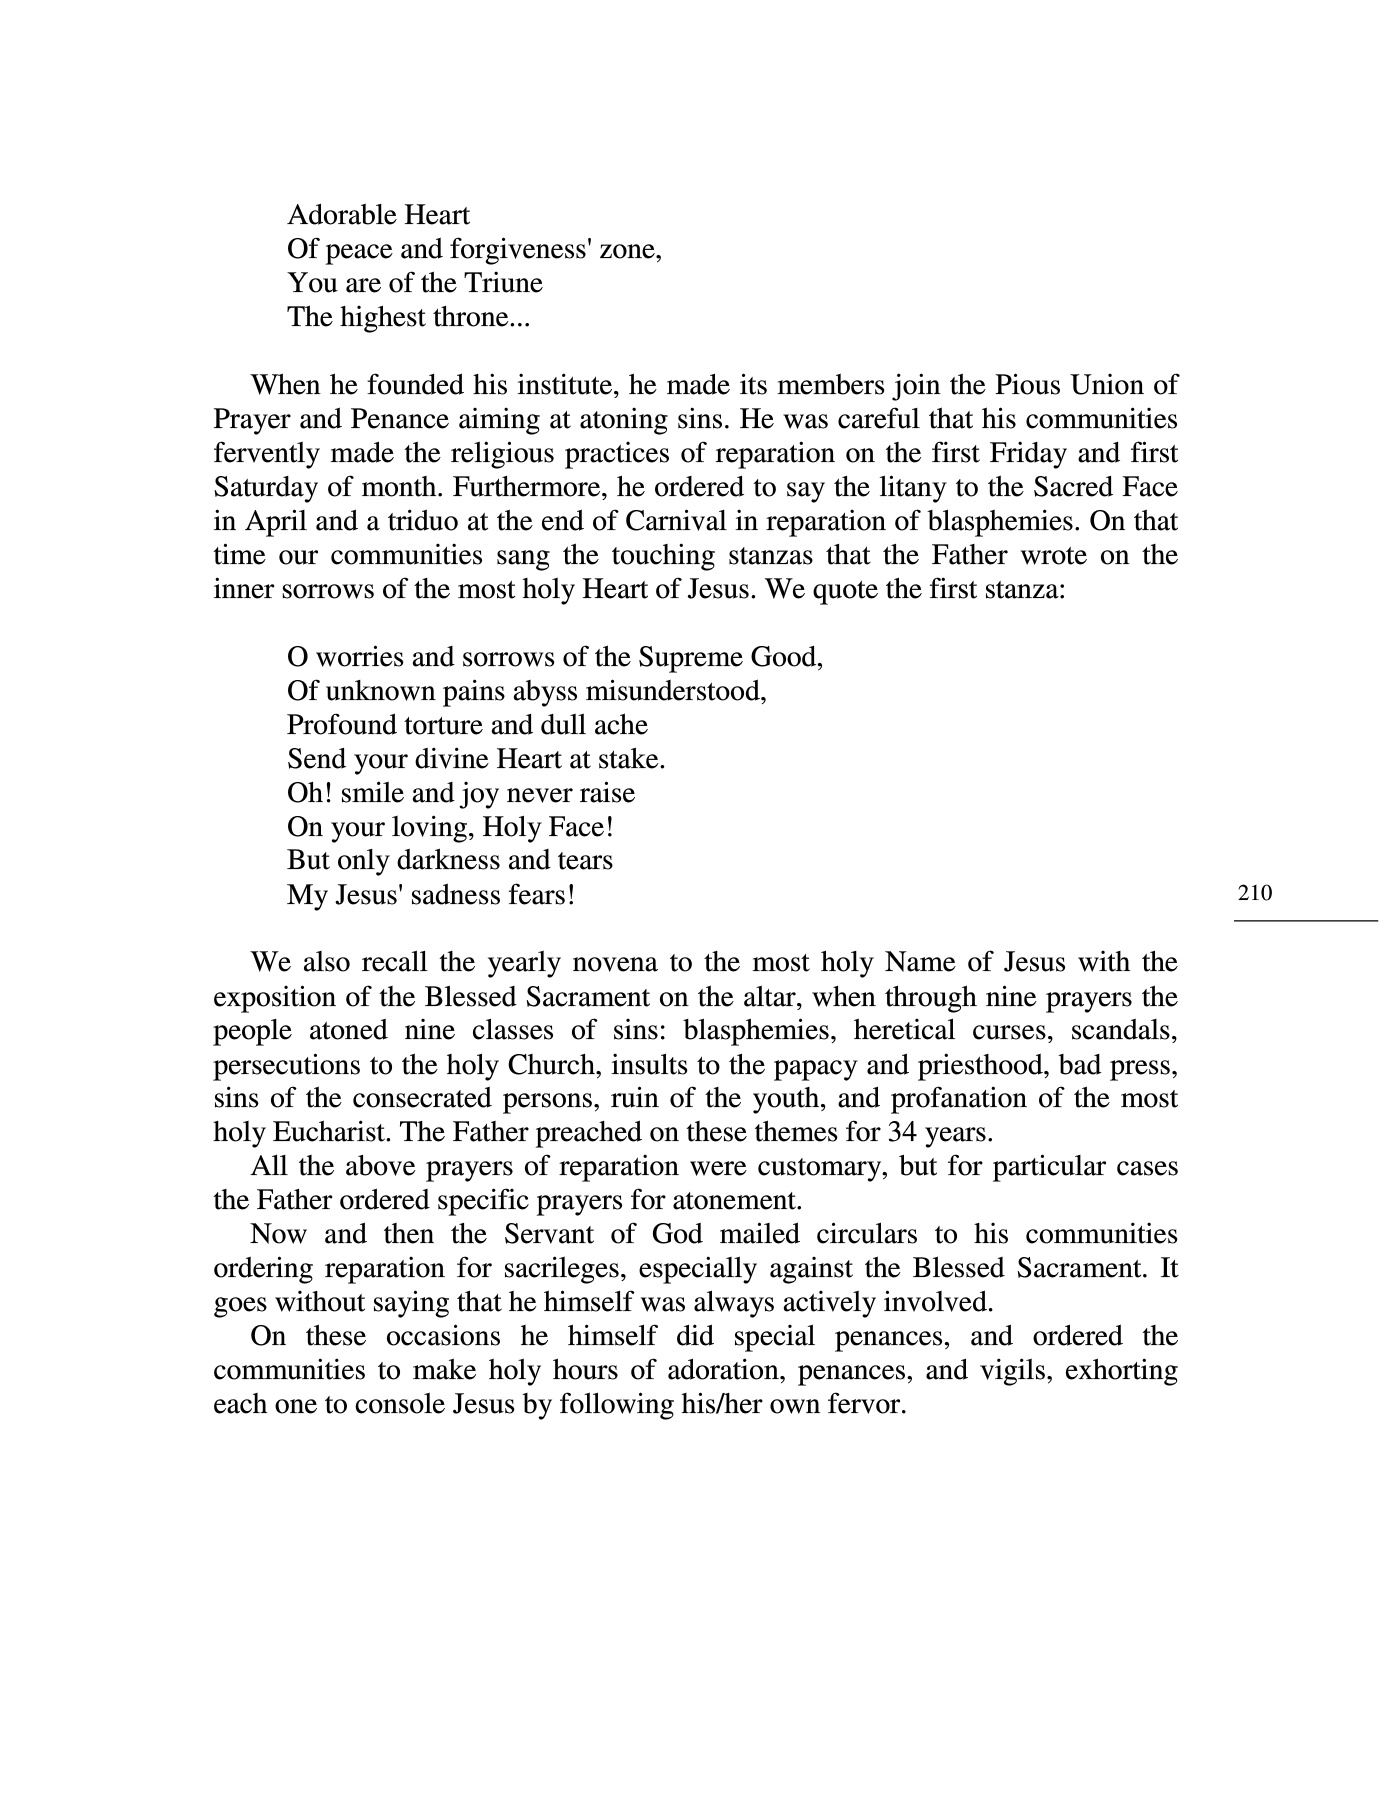 Adorable Heart
Of peace and forgiveness' zone,
You are of the Triune
The highest throne...
When he founded his institute, he made its members join the Pious Union of
Prayer and Penance aiming at atoning sins. He was careful that his communities
fervently made the religious practices of reparation on the first Friday and first
Saturday of month. Furthermore, he ordered to say the litany to the Sacred Face
in April and a triduo at the end of Carnival in reparation of blasphemies. On that
time our communities sang the touching stanzas that the Father wrote on the
inner sorrows of the most holy Heart of Jesus. We quote the first stanza:
O worries and sorrows of the Supreme Good,
Of unknown pains abyss misunderstood,
Profound torture and dull ache
Send your divine Heart at stake.
Oh! smile and joy never raise
On your loving, Holy Face!
But only darkness and tears
My Jesus' sadness fears!
210
We also recall the yearly novena to the most holy Name of Jesus with the
exposition of the Blessed Sacrament on the altar, when through nine prayers the
people atoned nine classes of sins: blasphemies, heretical curses, scandals,
persecutions to the holy Church, insults to the papacy and priesthood, bad press,
sins of the consecrated persons, ruin of the youth, and profanation of the most
holy Eucharist. The Father preached on these themes for 34 years.
All the above prayers of reparation were customary, but for particular cases
the Father ordered specific prayers for atonement.
Now and then the Servant of God mailed circulars to his communities
ordering reparation for sacrileges, especially against the Blessed Sacrament. It
goes without saying that he himself was always actively involved.
On these occasions he himself did special penances, and ordered the
communities to make holy hours of adoration, penances, and vigils, exhorting
each one to console Jesus by following his/her own fervor.